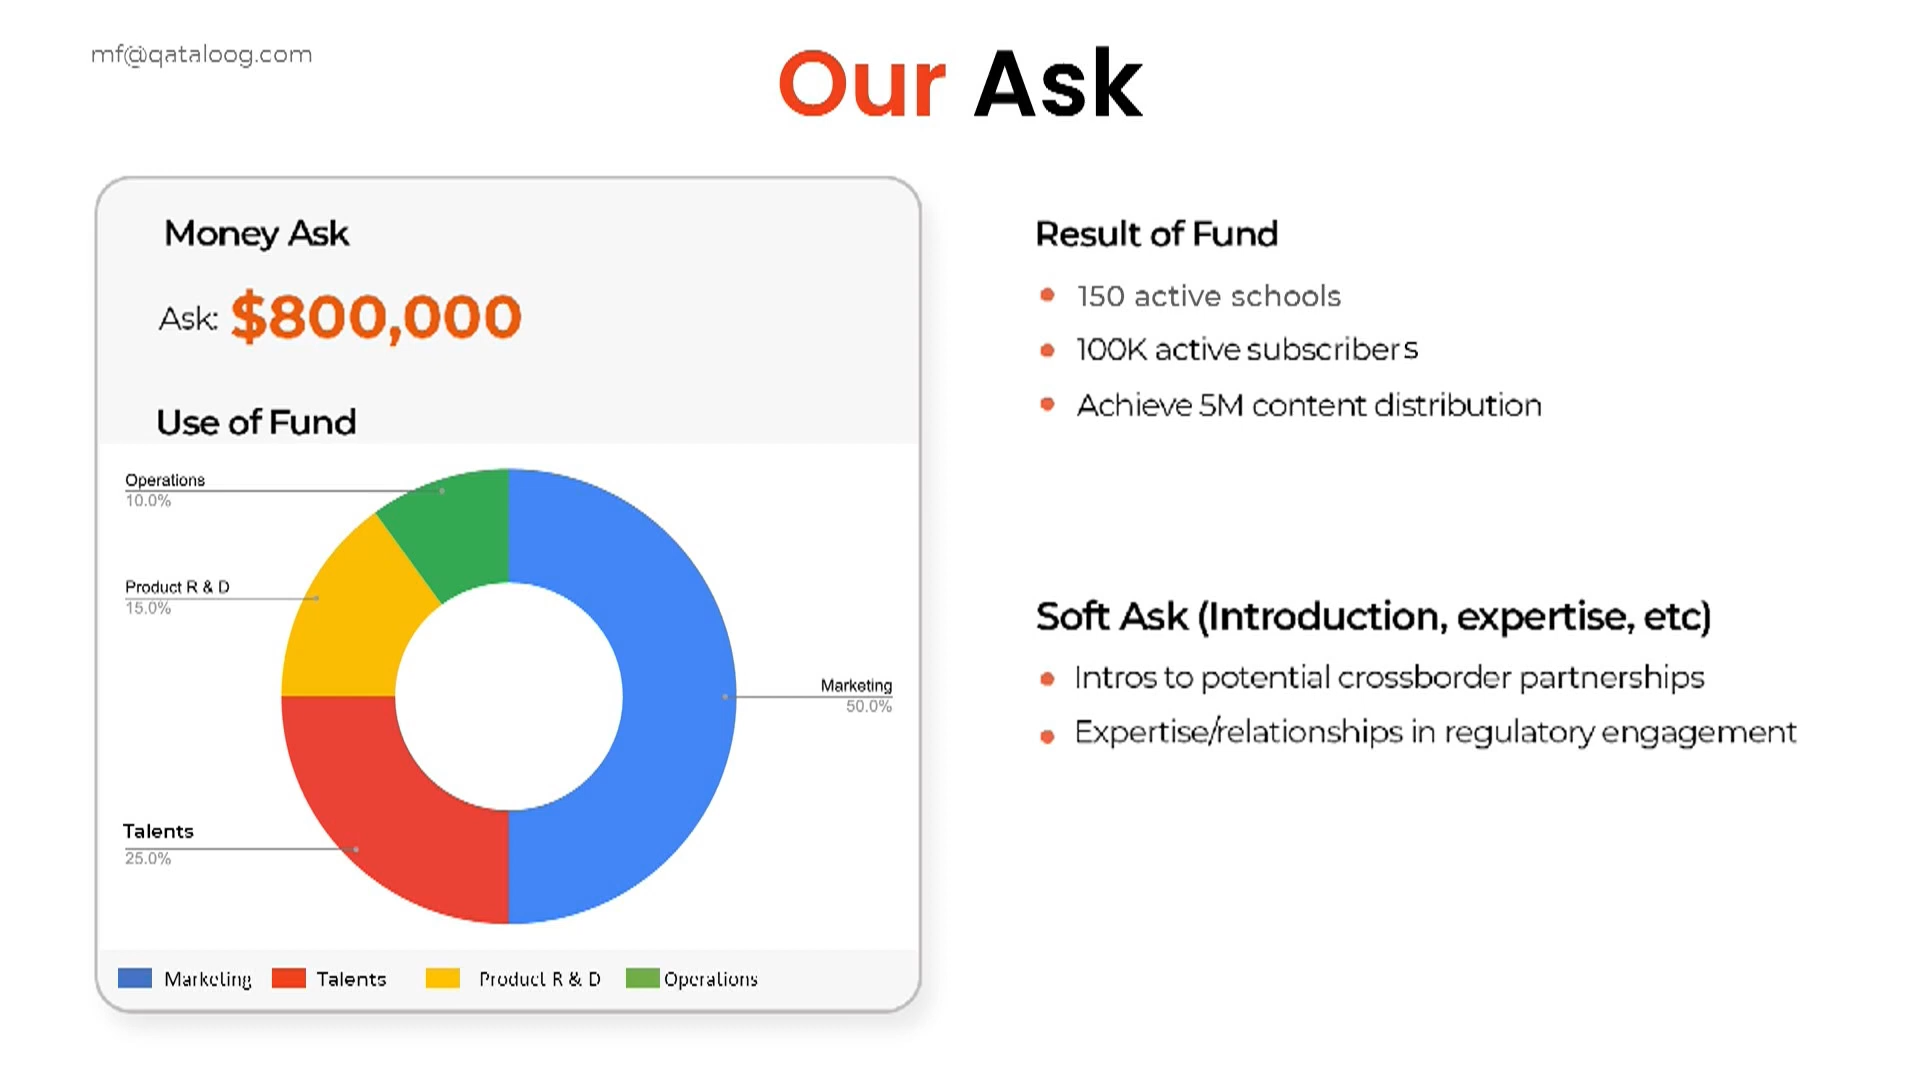 mf@qataloog.com
Our Ask
Money Ask
Ask: $800,000
Use of Fund
Operations
10.0%
Product R & D
15.0%
Marketing
50.0%
Talents
25.0%
Marketing Talents Product R & D Operations
Result of Fund
150 active schools
100K active subscribers
Achieve 5M content distribution
Soft Ask (Introduction, expertise, etc)
Intros to potential crossborder partnerships
Expertise/relationships in regulatory engagement